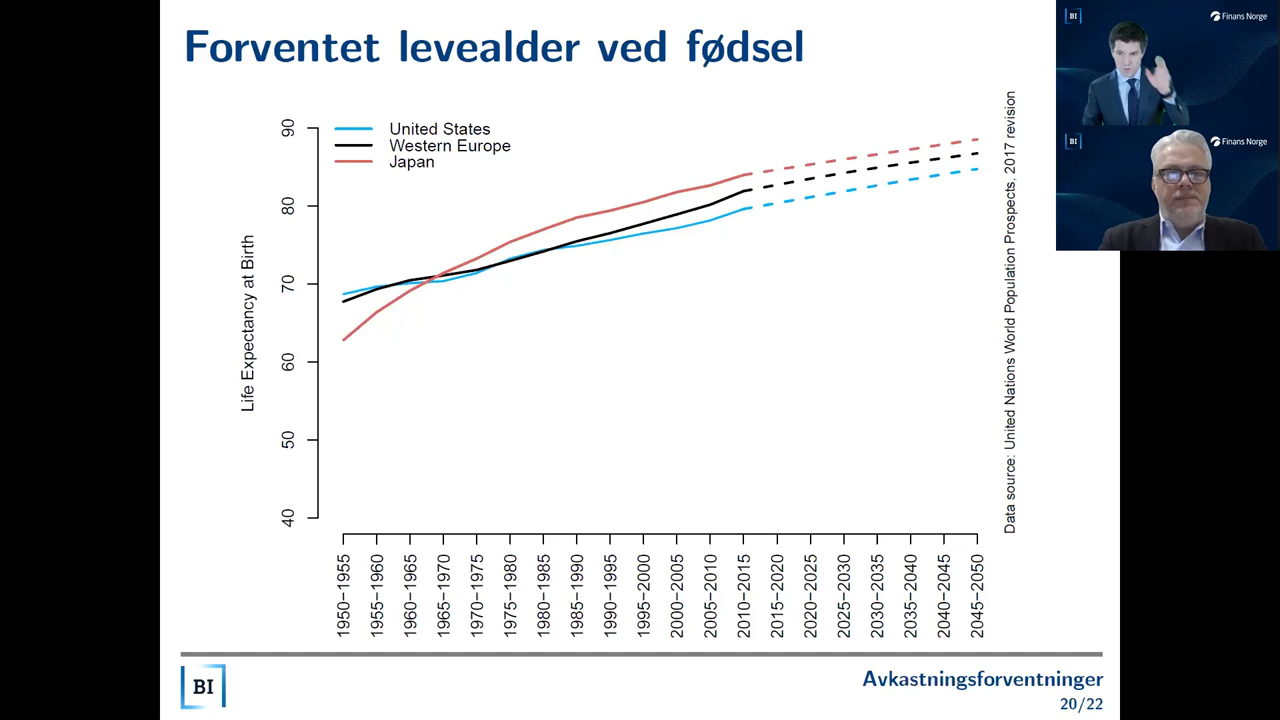 Forventet levealder ved fødsel
United States
Western Europe
Japan
Life Expectancy at Birth
90
80
70
60
50
40
1950−1955
1955−1960
1960−1965
1965−1970
1970−1975
1975−1980
1980−1985
1985−1990
1990−1995
1995−2000
2000−2005
2005−2010
2010−2015
2015−2020
2020−2025
2025−2030
2030−2035
2035−2040
2040−2045
2045−2050
Data source: United Nations World Population Prospects, 2017 revision
BI
Avkastningsforventninger
20/22
BI
Finans Norge
BI
Finans Norge